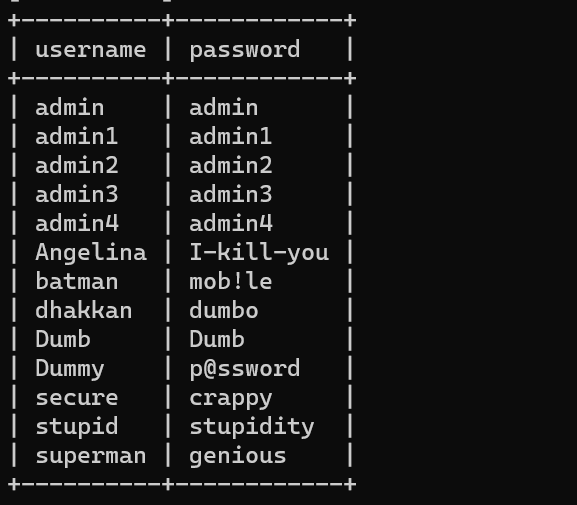 +----------+------------+
| username | password   |
+----------+------------+
| admin    | admin      |
| admin1   | admin1     |
| admin2   | admin2     |
| admin3   | admin3     |
| admin4   | admin4     |
| Angelina | I-kill-you |
| batman   | mob!le     |
| dhakkan  | dumbo      |
| Dumb     | Dumb       |
| Dummy    | p@ssword   |
| secure   | crappy     |
| stupid   | stupidity  |
| superman | genious    |
+----------+------------+